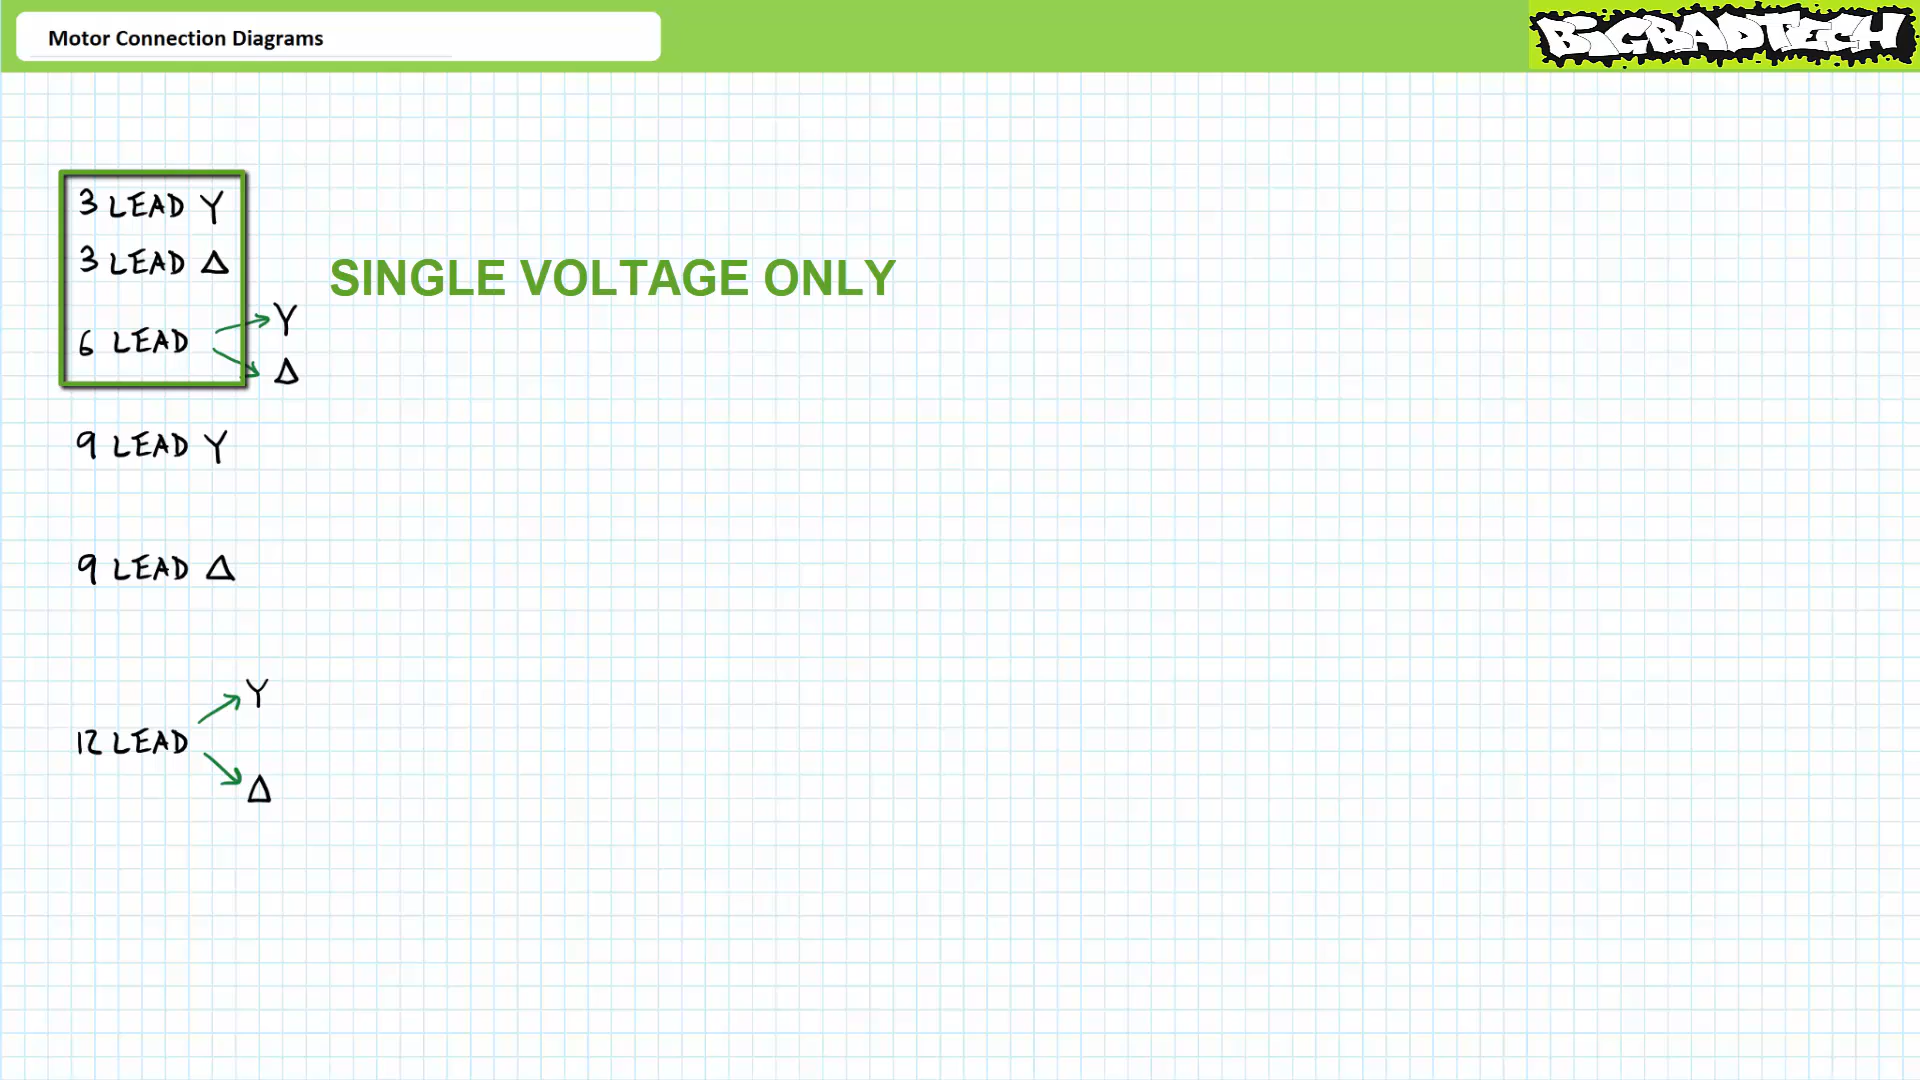 Motor Connection Diagrams
BIGBADTECH
3 LEAD Y
3 LEAD Δ
SINGLE VOLTAGE ONLY
6 LEAD
Y
Δ
9 LEAD Y
9 LEAD Δ
12 LEAD
Y
Δ